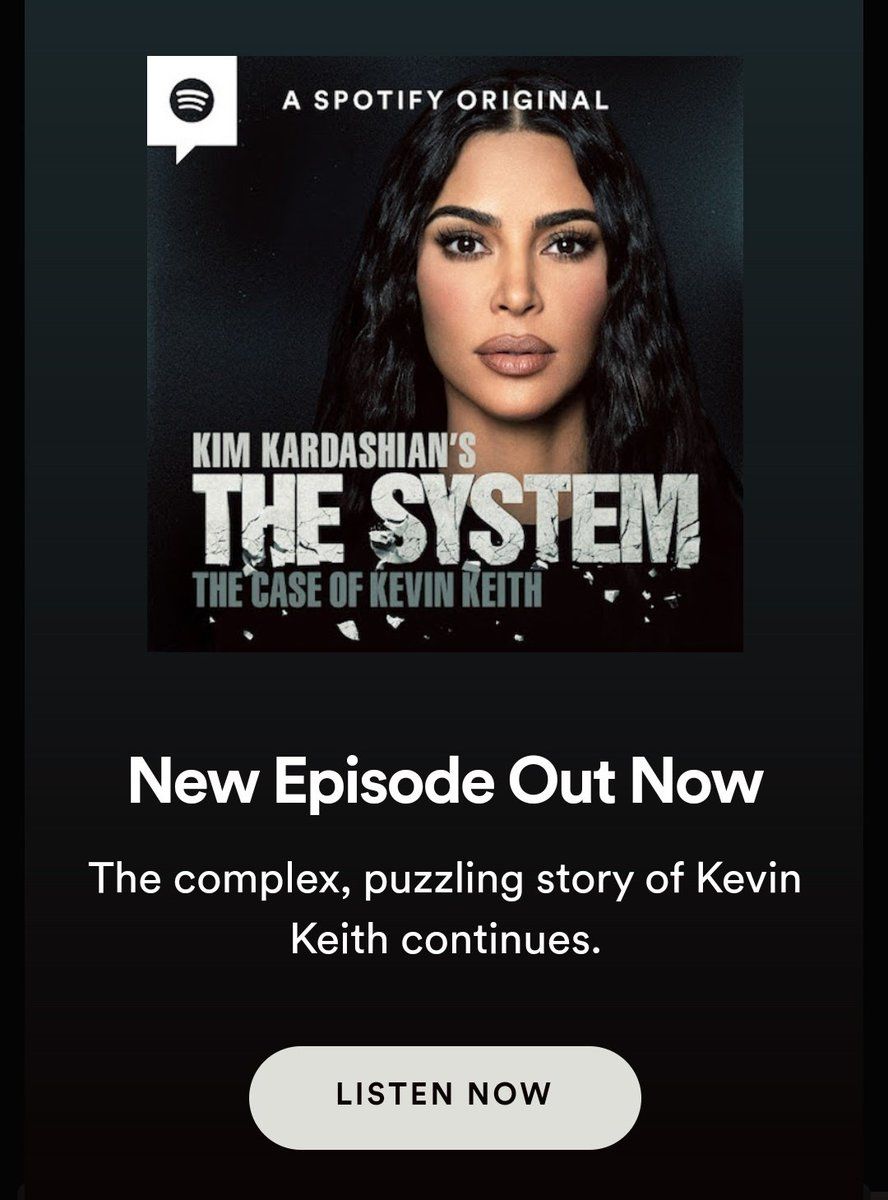 A SPOTIFY ORIGINAL
KIM KARDASHIAN'S
THE SYSTEM
THE CASE OF KEVIN KEITH
New Episode Out Now
The complex, puzzling story of Kevin
Keith continues.
LISTEN NOW